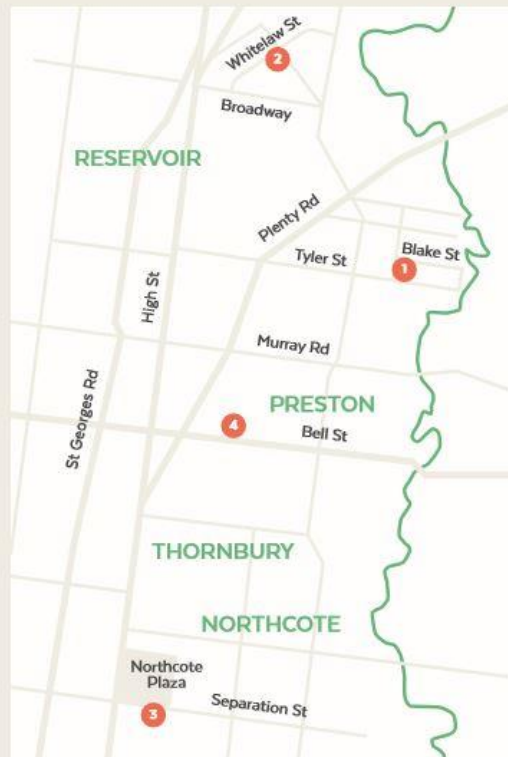 Whitelaw St
2
Broadway
RESERVOIR
Plenty Rd
Blake St
Tyler St
1
High St
Murray Rd
St Georges Rd
PRESTON
4
Bell St
THORNBURY
NORTHCOTE
Northcote
Plaza
Separation St
3